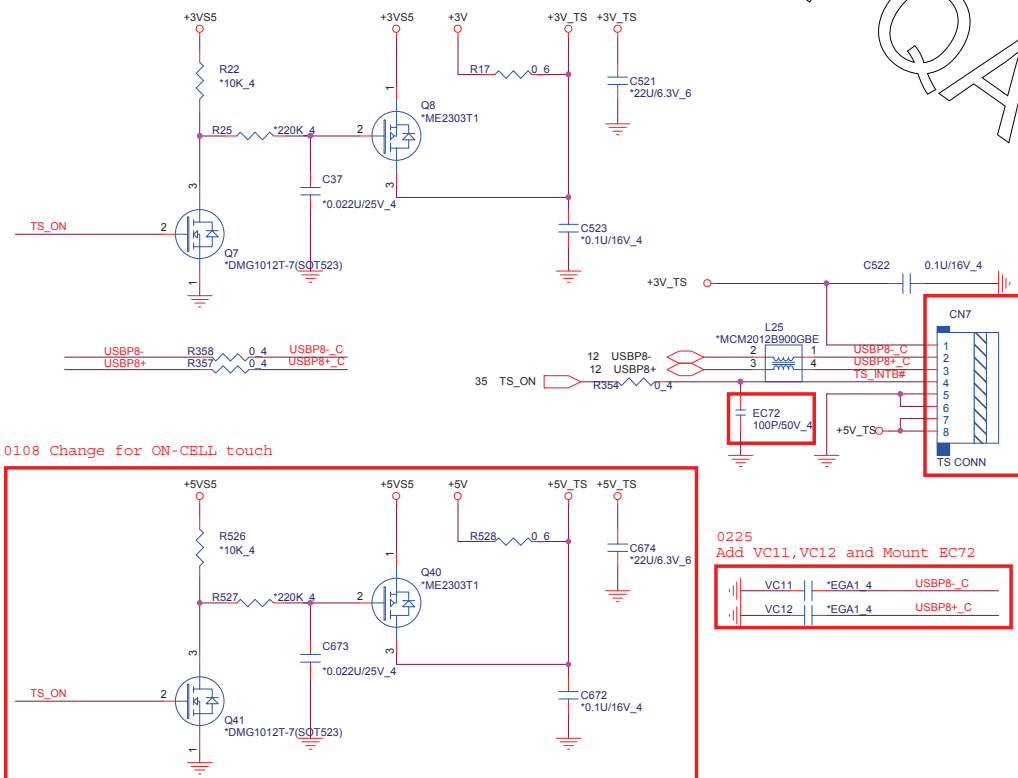 +3VS5
+3VS5
+3V
+3V_TS
+3V_TS
R22
*10K_4
R17
0_6
C521
*22U/6.3V_6
1
Q8
*ME2303T1
R25
*220K_4
2
3
C37
*0.022U/25V_4
3
TS_ON
2
Q7
*DMG1012T-7(SOT523)
1
C523
*0.1U/16V_4
QA
+3V_TS
C522
0.1U/16V_4
CN7
L25
*MCM2012B900GBE
USBP8-
R358
0_4
USBP8-_C
USBP8+
R357
0_4
USBP8+_C
12 USBP8-
2
1
USBP8-_C
12 USBP8+
3
4
USBP8+_C
35 TS_ON
R354
0_4
TS_INTB#
1
2
3
4
5
6
7
8
EC72
100P/50V_4
+5V_TS
TS CONN
0108 Change for ON-CELL touch
+5VS5
+5VS5
+5V
+5V_TS
+5V_TS
R526
*10K_4
R528
0_6
C674
*22U/6.3V_6
1
Q40
*ME2303T1
R527
*220K_4
2
3
C673
*0.022U/25V_4
3
TS_ON
2
Q41
*DMG1012T-7(SOT523)
1
C672
*0.1U/16V_4
0225
Add VC11,VC12 and Mount EC72
VC11
*EGA1_4
USBP8-_C
VC12
*EGA1_4
USBP8+_C